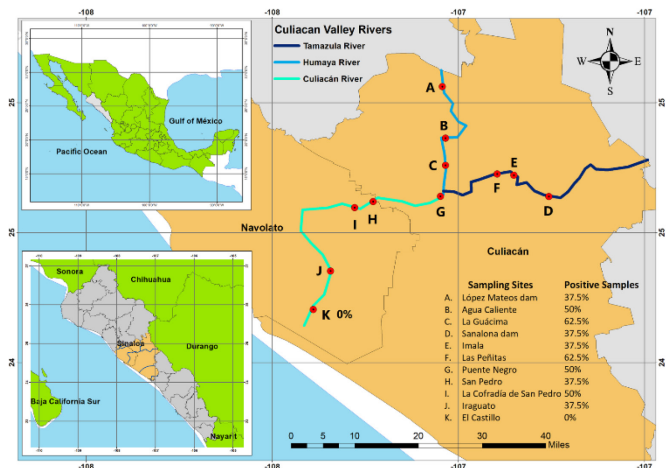 -108
-108
-107
-107
Culiacan Valley Rivers
Tamazula River
Humaya River
Culiacán River
N
W
E
S
Gulf of México
Pacific Ocean
25
25
24
25
25
24
A
B
C
E
F
D
G
H
I
J
K 0%
Navolato
Culiacán
Sonora
Chihuahua
Sinaloa
Durango
Baja California Sur
Nayarit
Sampling Sites Positive Samples
A. López Mateos dam 37.5%
B. Agua Caliente 50%
C. La Guácima 62.5%
D. Sanalona dam 37.5%
E. Imala 37.5%
F. Las Peñitas 62.5%
G. Puente Negro 50%
H. San Pedro 37.5%
I. La Cofradía de San Pedro 50%
J. Iraguato 37.5%
K. El Castillo 0%
0 5 10 20 30 40
Miles
-108
-108
-107
-107